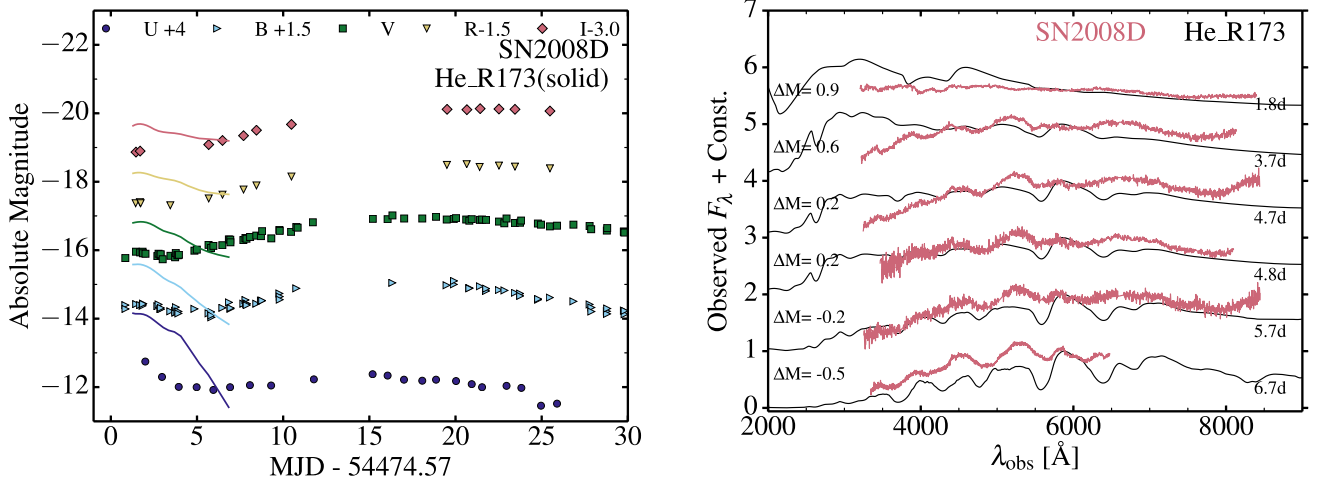 U +4 B +1.5 V R-1.5 I-3.0
SN2008D
He_R173(solid)
−22
−20
−18
−16
−14
−12
Absolute Magnitude
0 5 10 15 20 25 30
MJD - 54474.57
SN2008D He_R173
7
6
5
4
3
2
1
0
Observed Fλ + Const.
ΔM= 0.9 1.8d
ΔM= 0.6 3.7d
ΔM= 0.2 4.7d
ΔM= 0.2 4.8d
ΔM= -0.2 5.7d
ΔM= -0.5 6.7d
2000 4000 6000 8000
λobs [Å]